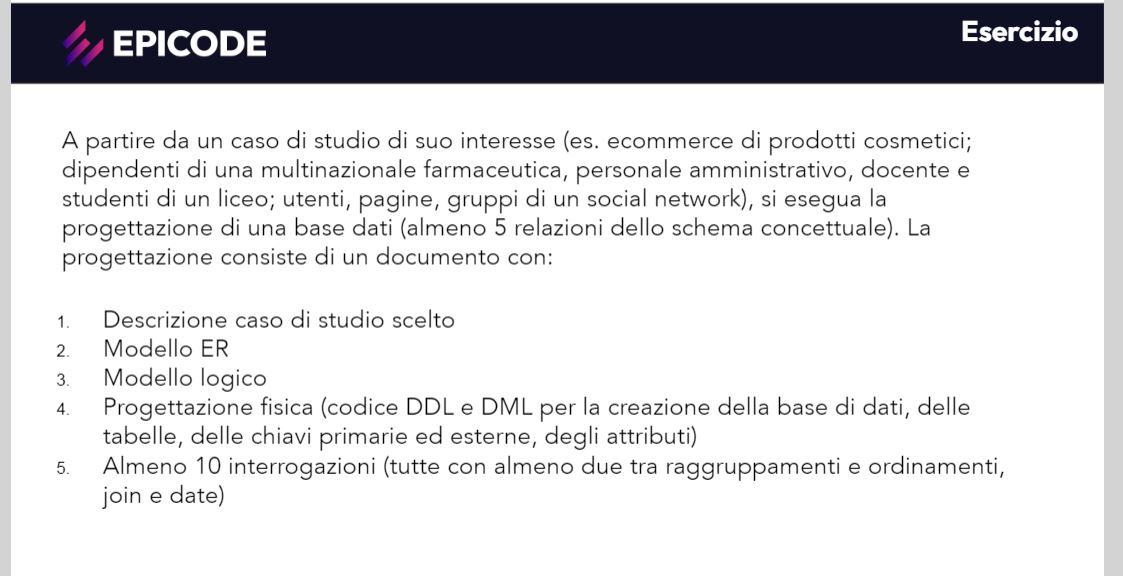 EPICODE
Esercizio
A partire da un caso di studio di suo interesse (es. ecommerce di prodotti cosmetici;
dipendenti di una multinazionale farmaceutica, personale amministrativo, docente e
studenti di un liceo; utenti, pagine, gruppi di un social network), si esegua la
progettazione di una base dati (almeno 5 relazioni dello schema concettuale). La
progettazione consiste di un documento con:
1. Descrizione caso di studio scelto
2. Modello ER
3. Modello logico
4. Progettazione fisica (codice DDL e DML per la creazione della base di dati, delle
tabelle, delle chiavi primarie ed esterne, degli attributi)
5. Almeno 10 interrogazioni (tutte con almeno due tra raggruppamenti e ordinamenti,
join e date)